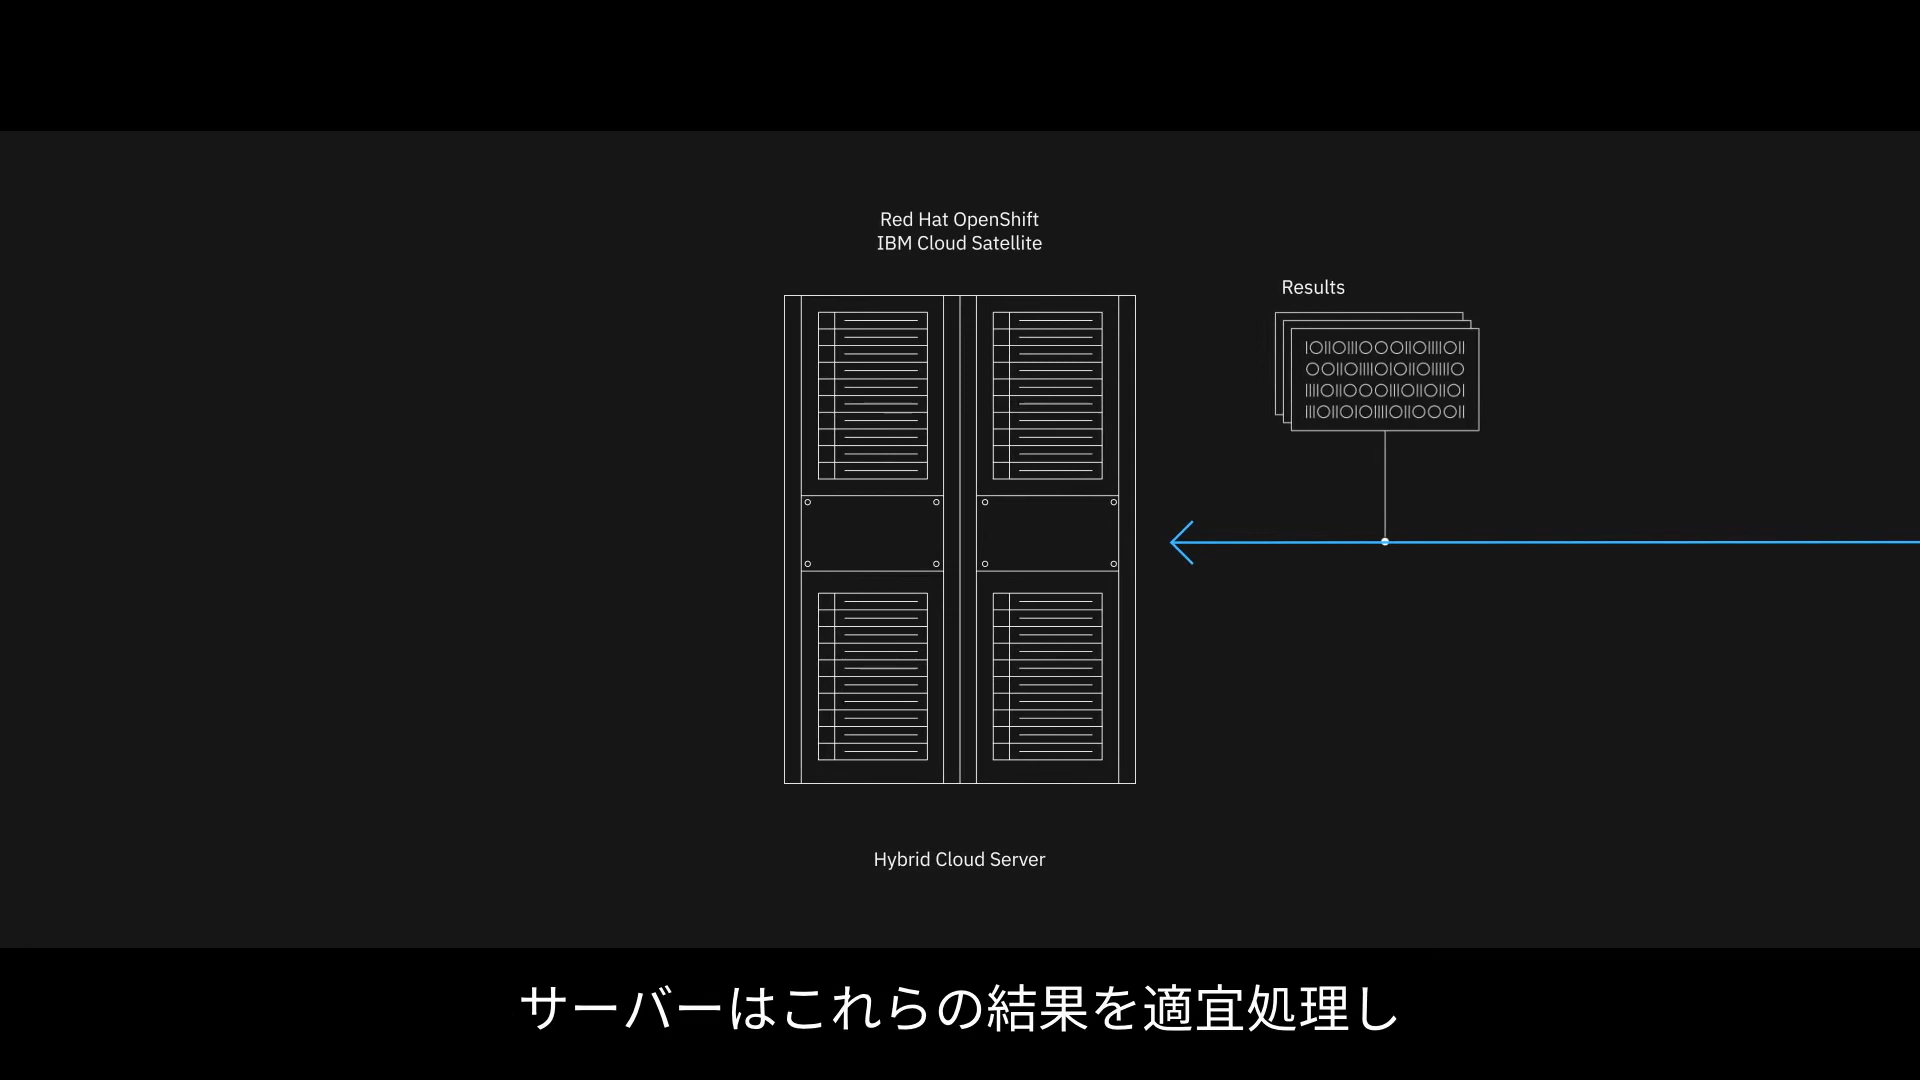 Red Hat OpenShift
IBM Cloud Satellite
Results
Hybrid Cloud Server
サーバーはこれらの結果を適宜処理し